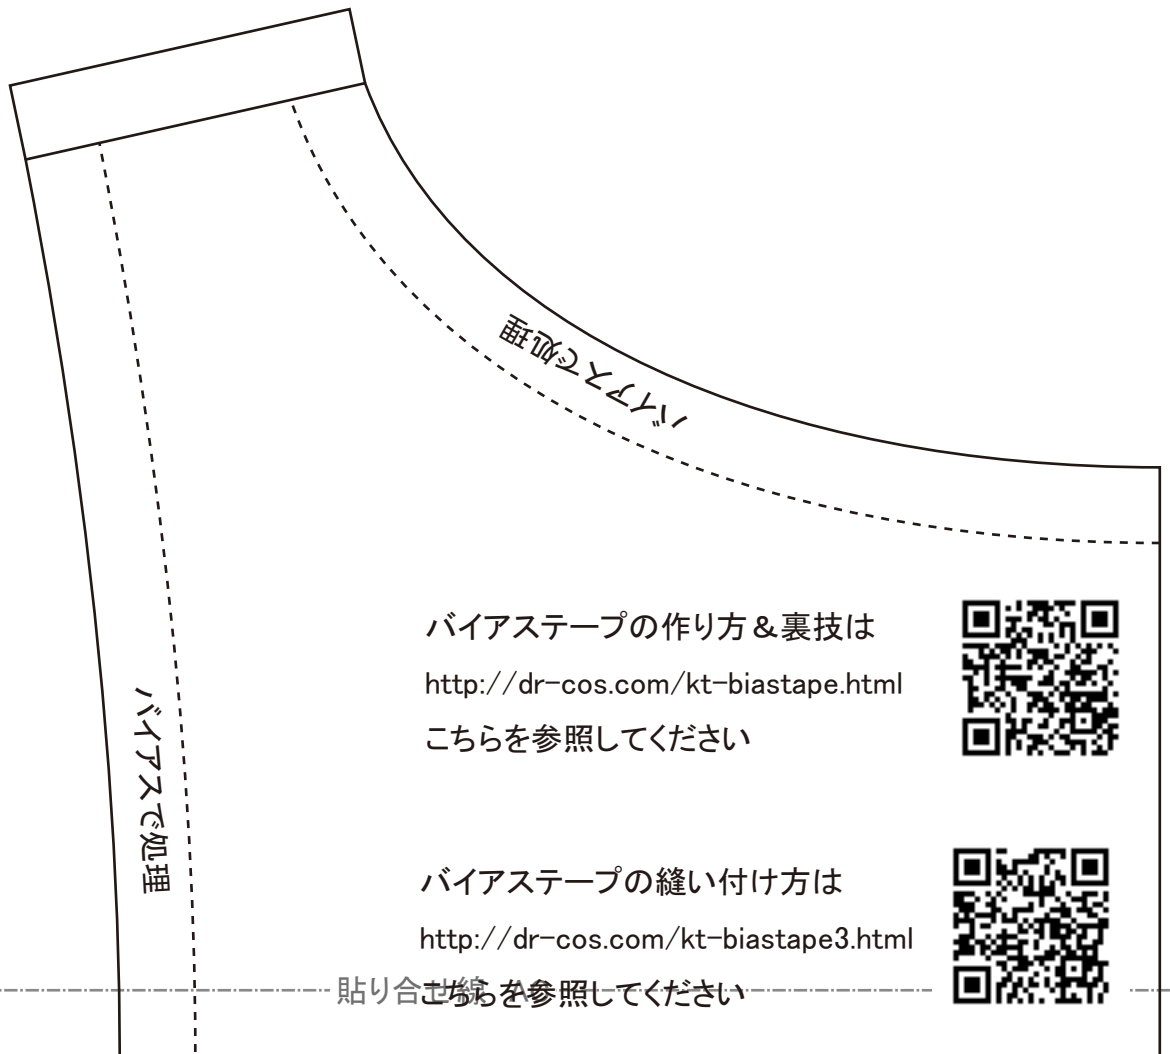 バイアスで処理
バイアステープの作り方＆裏技は
http://dr-cos.com/kt-biastape.html
こちらを参照してください
バイアスで処理
バイアステープの縫い付け方は
http://dr-cos.com/kt-biastape3.html
貼り合せ線 A
こちらを参照してください